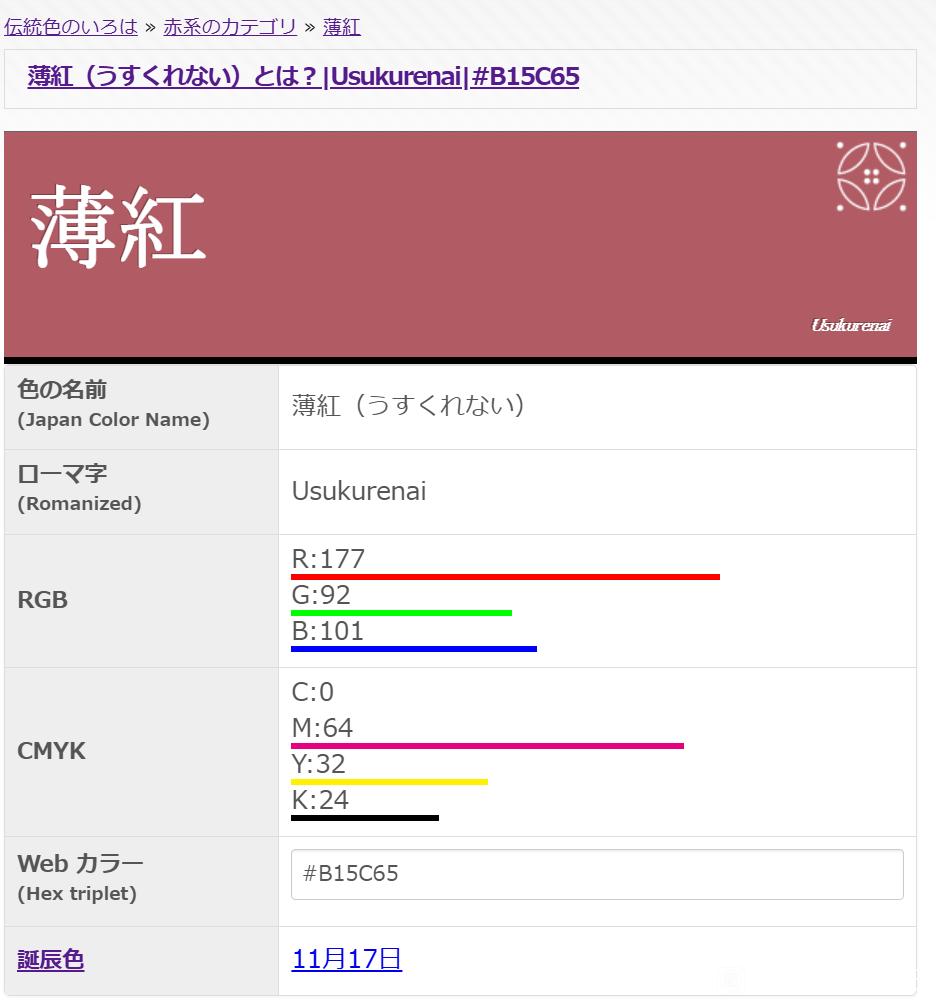 伝統色のいろは » 赤系のカテゴリ » 薄紅
薄紅（うすくれない）とは？|Usukurenai|#B15C65
薄紅
Usukurenai
色の名前
(Japan Color Name)
薄紅（うすくれない）
ローマ字
(Romanized)
Usukurenai
RGB
R:177
G:92
B:101
CMYK
C:0
M:64
Y:32
K:24
Web カラー
(Hex triplet)
#B15C65
誕辰色
11月17日